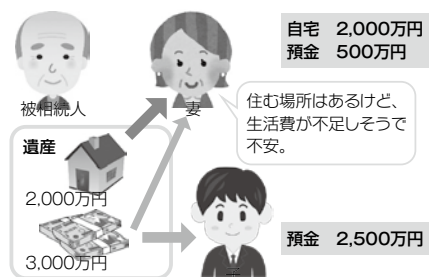 自宅 2,000万円
預金 500万円
被相続人
妻
住む場所はあるけど、
生活費が不足しそうで
不安。
遺産
2,000万円
3,000万円
預金 2,500万円